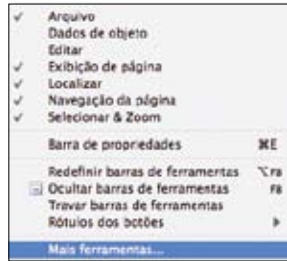 ✓ Arquivo
Dados de objeto
Editar
✓ Exibição de página
✓ Localizar
✓ Navegação da página
✓ Selecionar & Zoom
Barra de propriedades ⌘E
Redefinir barras de ferramentas ⌥F8
Ocultar barras de ferramentas F8
Travar barras de ferramentas
Rótulos dos botões ▶
Mais ferramentas...